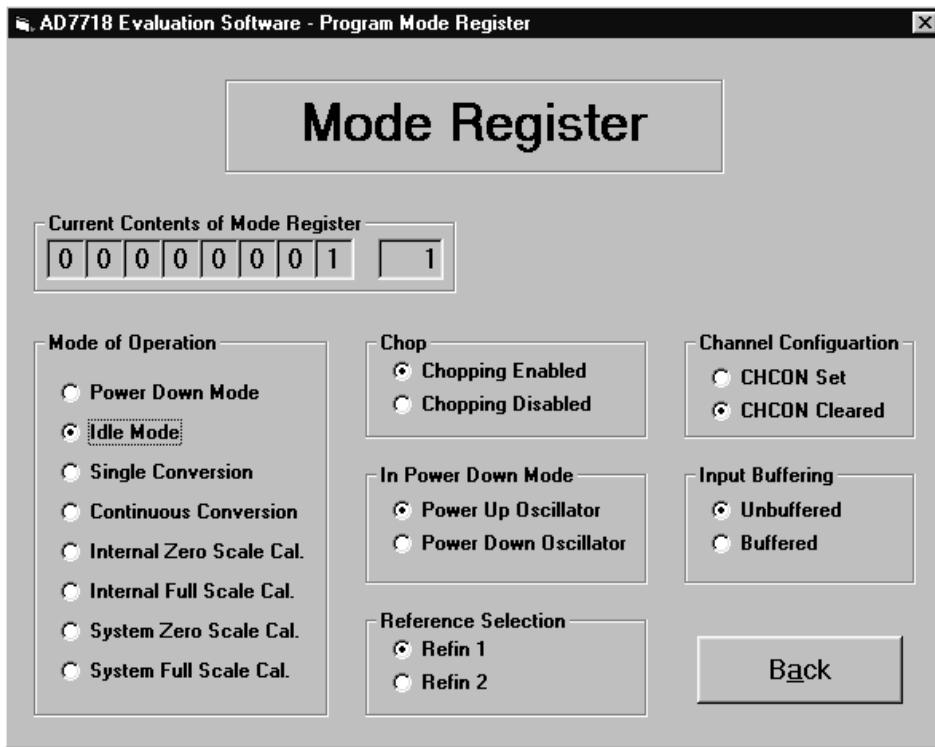 AD7718 Evaluation Software - Program Mode Register
Mode Register
Current Contents of Mode Register
0 0 0 0 0 0 0 1 1
Mode of Operation
Power Down Mode
Idle Mode
Single Conversion
Continuous Conversion
Internal Zero Scale Cal.
Internal Full Scale Cal.
System Zero Scale Cal.
System Full Scale Cal.
Chop
Chopping Enabled
Chopping Disabled
In Power Down Mode
Power Up Oscillator
Power Down Oscillator
Reference Selection
Refin 1
Refin 2
Channel Configuartion
CHCON Set
CHCON Cleared
Input Buffering
Unbuffered
Buffered
Back